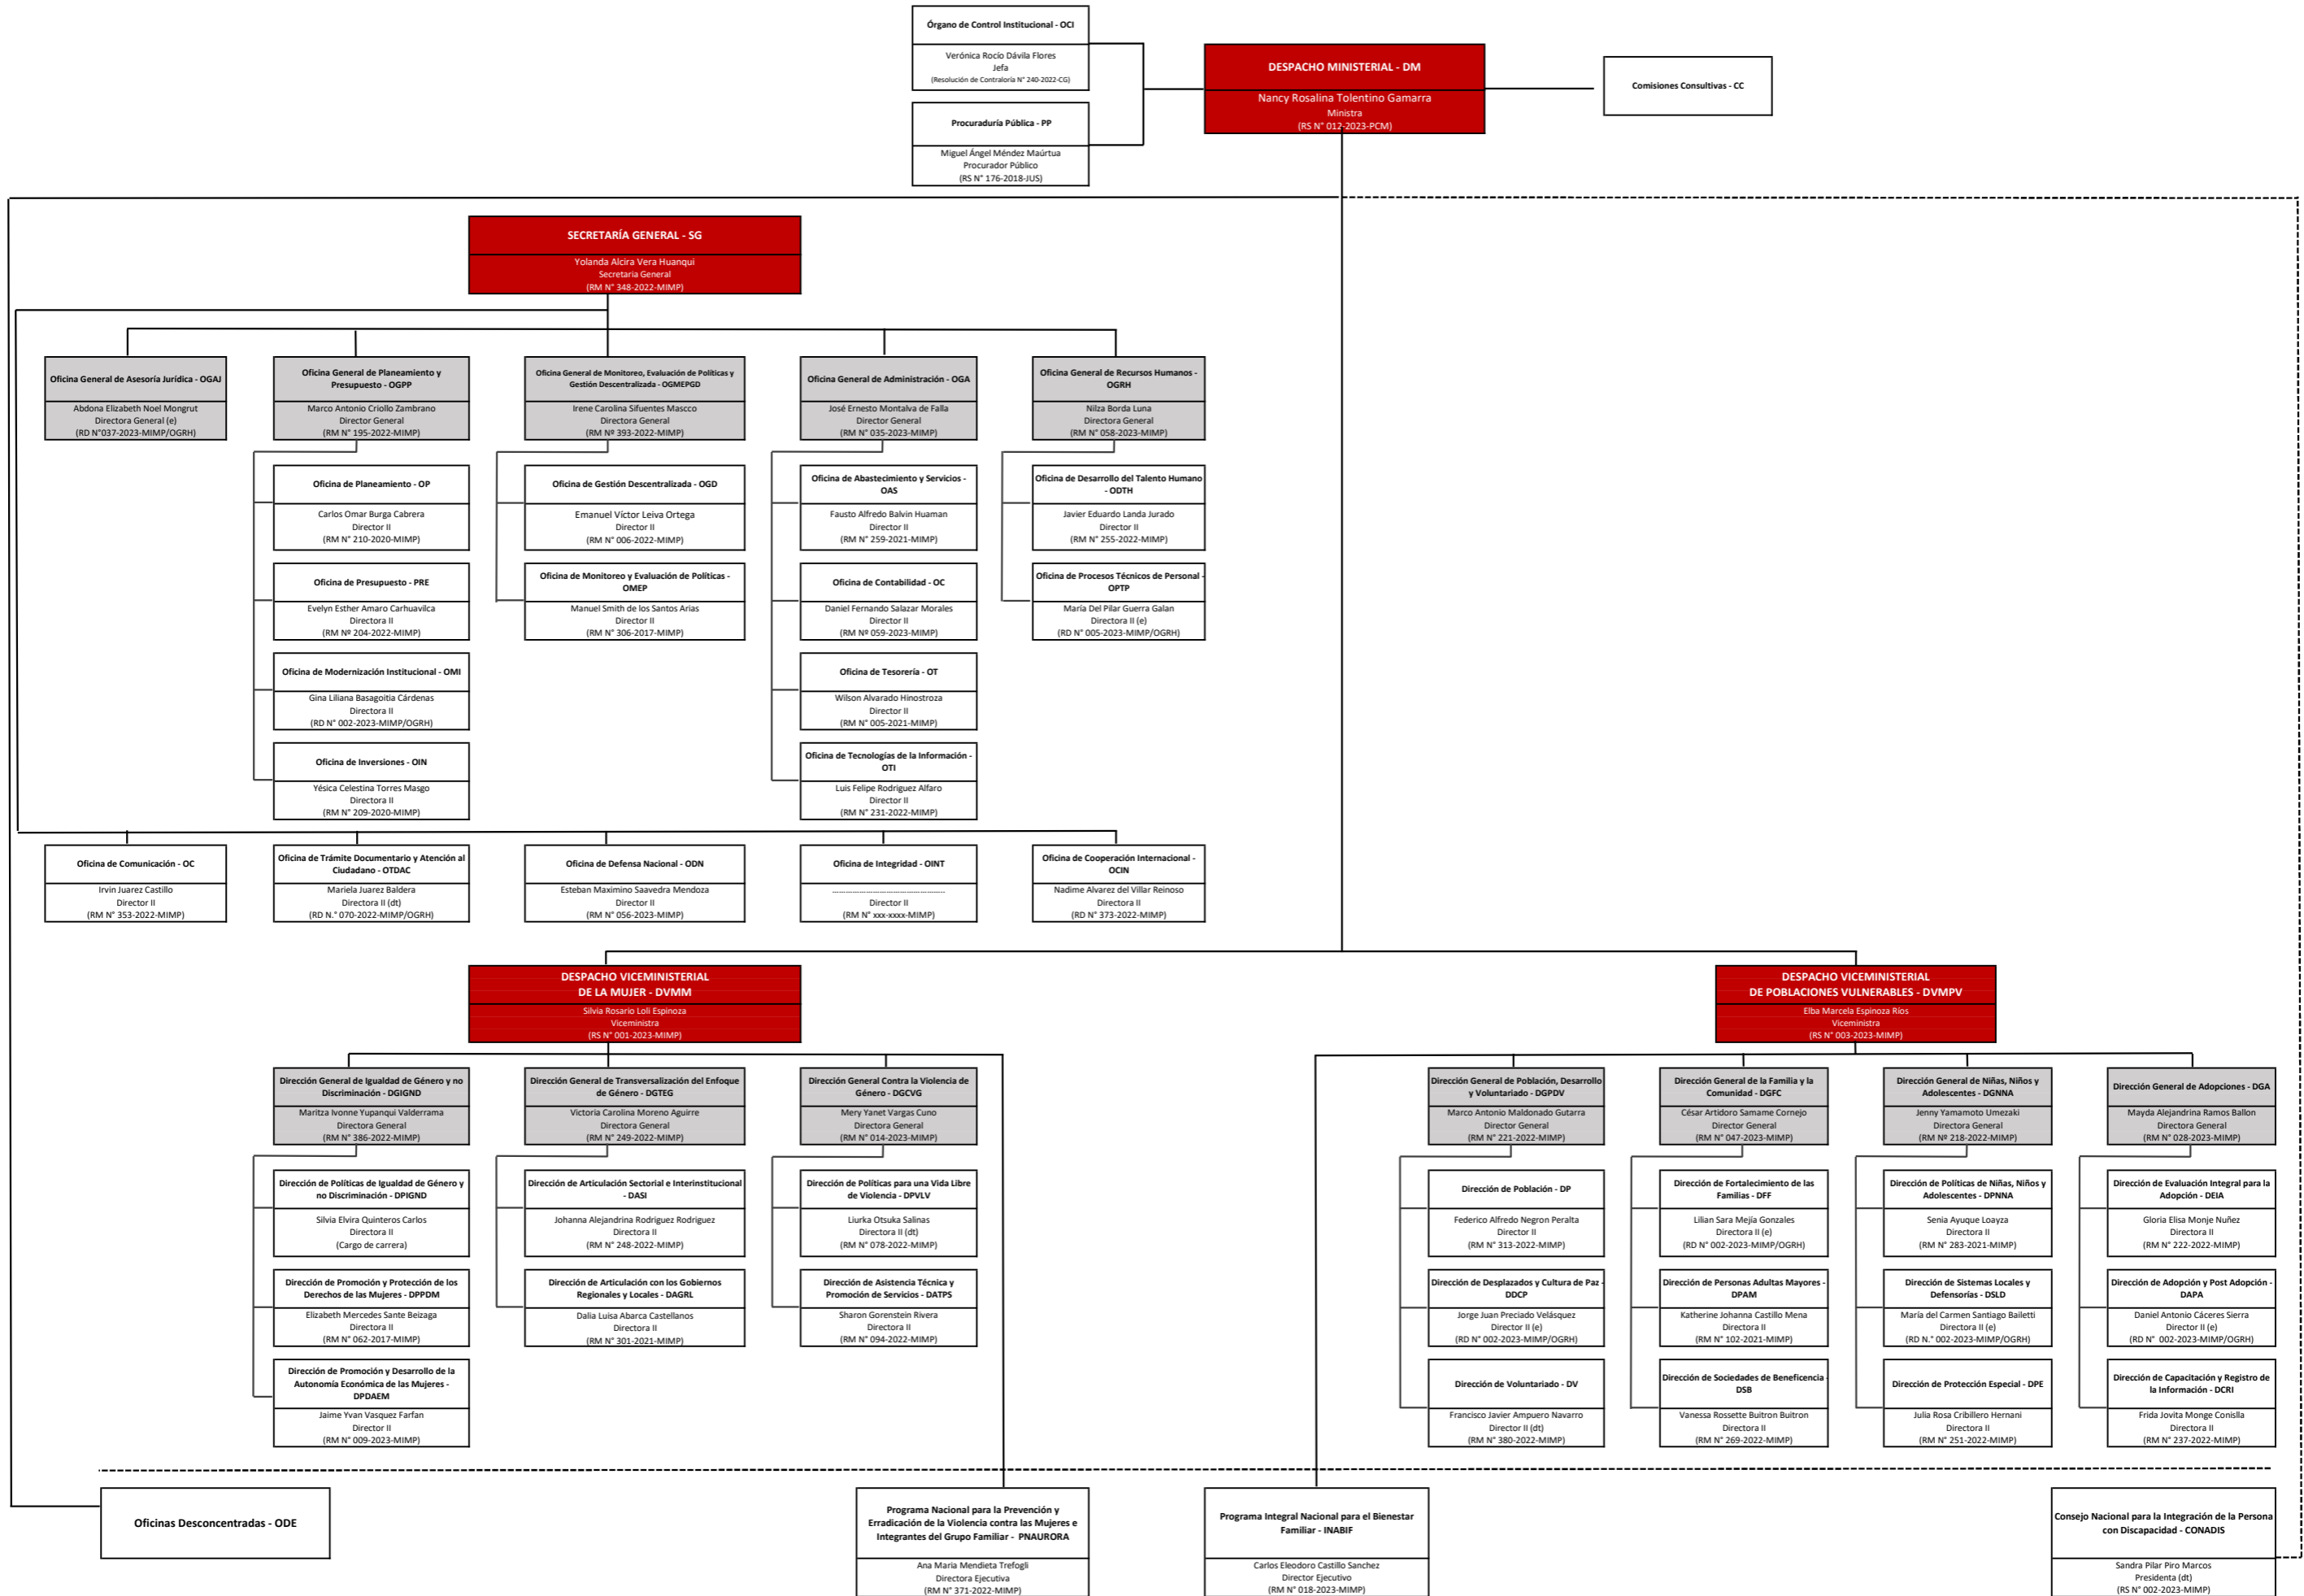 Órgano de Control Institucional - OCI
Verónica Rocío Dávila Flores
Jefa
(Resolución de Contraloría N° 240-2022-CG)
Procuraduría Pública - PP
Miguel Ángel Méndez Maúrtua
Procurador Público
(RS N° 176-2018-JUS)
DESPACHO MINISTERIAL - DM
Nancy Rosalina Tolentino Gamarra
Ministra
(RS N° 012-2023-PCM)
Comisiones Consultivas - CC
SECRETARÍA GENERAL - SG
Yolanda Alcira Vera Huanqui
Secretaria General
(RM N° 348-2022-MIMP)
Oficina General de Asesoría Jurídica - OGAJ
Abdona Elizabeth Noel Mongrut
Directora General (e)
(RD N°037-2023-MIMP/OGRH)
Oficina General de Planeamiento y
Presupuesto - OGPP
Marco Antonio Criollo Zambrano
Director General
(RM N° 195-2022-MIMP)
Oficina General de Monitoreo, Evaluación de Políticas y
Gestión Descentralizada - OGMEPGD
Irene Carolina Sifuentes Mascco
Directora General
(RM Nº 393-2022-MIMP)
Oficina General de Administración - OGA
José Ernesto Montalva de Falla
Director General
(RM N° 035-2023-MIMP)
Oficina General de Recursos Humanos -
OGRH
Nilza Borda Luna
Directora General
(RM N° 058-2023-MIMP)
Oficina de Planeamiento - OP
Carlos Omar Burga Cabrera
Director II
(RM N° 210-2020-MIMP)
Oficina de Gestión Descentralizada - OGD
Emanuel Víctor Leiva Ortega
Director II
(RM N° 006-2022-MIMP)
Oficina de Abastecimiento y Servicios -
OAS
Fausto Alfredo Balvin Huaman
Director II
(RM N° 259-2021-MIMP)
Oficina de Desarrollo del Talento Humano
- ODTH
Javier Eduardo Landa Jurado
Director II
(RM N° 255-2022-MIMP)
Oficina de Presupuesto - PRE
Evelyn Esther Amaro Carhuavilca
Directora II
(RM Nº 204-2022-MIMP)
Oficina de Monitoreo y Evaluación de Políticas -
OMEP
Manuel Smith de los Santos Arias
Director II
(RM N° 306-2017-MIMP)
Oficina de Contabilidad - OC
Daniel Fernando Salazar Morales
Director II
(RM Nº 059-2023-MIMP)
Oficina de Procesos Técnicos de Personal -
OPTP
María Del Pilar Guerra Galan
Directora II (e)
(RD N° 005-2023-MIMP/OGRH)
Oficina de Modernización Institucional - OMI
Gina Liliana Basagoitia Cárdenas
Directora II
(RD N° 002-2023-MIMP/OGRH)
Oficina de Tesorería - OT
Wilson Alvarado Hinostroza
Director II
(RM N° 005-2021-MIMP)
Oficina de Inversiones - OIN
Yésica Celestina Torres Masgo
Directora II
(RM N° 209-2020-MIMP)
Oficina de Tecnologías de la Información -
OTI
Luis Felipe Rodriguez Alfaro
Director II
(RM N° 231-2022-MIMP)
Oficina de Comunicación - OC
Irvin Juarez Castillo
Director II
(RM N° 353-2022-MIMP)
Oficina de Trámite Documentario y Atención al
Ciudadano - OTDAC
Mariela Juarez Baldera
Directora II (dt)
(RD N.° 070-2022-MIMP/OGRH)
Oficina de Defensa Nacional - ODN
Esteban Maximino Saavedra Mendoza
Director II
(RM N° 056-2023-MIMP)
Oficina de Integridad - OINT
................................................
Director II
(RM N° xxx-xxxx-MIMP)
Oficina de Cooperación Internacional -
OCIN
Nadime Alvarez del Villar Reinoso
Directora II
(RD N° 373-2022-MIMP)
DESPACHO VICEMINISTERIAL
DE LA MUJER - DVMM
Silvia Rosario Loli Espinoza
Viceministra
(RS N° 001-2023-MIMP)
DESPACHO VICEMINISTERIAL
DE POBLACIONES VULNERABLES - DVMPV
Elba Marcela Espinoza Ríos
Viceministra
(RS N° 003-2023-MIMP)
Dirección General de Igualdad de Género y no
Discriminación - DGIGND
Maritza Ivonne Yupanqui Valderrama
Directora General
(RM N° 386-2022-MIMP)
Dirección General de Transversalización del Enfoque
de Género - DGTEG
Victoria Carolina Moreno Aguirre
Directora General
(RM N° 249-2022-MIMP)
Dirección General Contra la Violencia de
Género - DGCVG
Mery Yanet Vargas Cuno
Directora General
(RM N° 014-2023-MIMP)
Dirección General de Población, Desarrollo
y Voluntariado - DGPDV
Marco Antonio Maldonado Gutarra
Director General
(RM N° 221-2022-MIMP)
Dirección General de la Familia y la
Comunidad - DGFC
César Artidoro Samame Cornejo
Director General
(RM N° 047-2023-MIMP)
Dirección General de Niñas, Niños y
Adolescentes - DGNNA
Jenny Yamamoto Umezaki
Directora General
(RM Nº 218-2022-MIMP)
Dirección General de Adopciones - DGA
Mayda Alejandrina Ramos Ballon
Directora General
(RM N° 028-2023-MIMP)
Dirección de Políticas de Igualdad de Género y
no Discriminación - DPIGND
Silvia Elvira Quinteros Carlos
Directora II
(Cargo de carrera)
Dirección de Articulación Sectorial e Interinstitucional
- DASI
Johanna Alejandrina Rodriguez Rodriguez
Directora II
(RM N° 248-2022-MIMP)
Dirección de Políticas para una Vida Libre
de Violencia - DPVLV
Liurka Otsuka Salinas
Directora II (dt)
(RM N° 078-2022-MIMP)
Dirección de Población - DP
Federico Alfredo Negron Peralta
Director II
(RM N° 313-2022-MIMP)
Dirección de Fortalecimiento de las
Familias - DFF
Lilian Sara Mejía Gonzales
Directora II (e)
(RD N° 002-2023-MIMP/OGRH)
Dirección de Políticas de Niñas, Niños y
Adolescentes - DPNNA
Senia Ayuque Loayza
Directora II
(RM N° 283-2021-MIMP)
Dirección de Evaluación Integral para la
Adopción - DEIA
Gloria Elisa Monje Nuñez
Directora II
(RM N° 222-2022-MIMP)
Dirección de Promoción y Protección de los
Derechos de las Mujeres - DPPDM
Elizabeth Mercedes Sante Beizaga
Directora II
(RM N° 062-2017-MIMP)
Dirección de Articulación con los Gobiernos
Regionales y Locales - DAGRL
Dalia Luisa Abarca Castellanos
Directora II
(RM N° 301-2021-MIMP)
Dirección de Asistencia Técnica y
Promoción de Servicios - DATPS
Sharon Gorenstein Rivera
Directora II
(RM N° 094-2022-MIMP)
Dirección de Desplazados y Cultura de Paz -
DDCP
Jorge Juan Preciado Velásquez
Director II (e)
(RD N° 002-2023-MIMP/OGRH)
Dirección de Personas Adultas Mayores -
DPAM
Katherine Johanna Castillo Mena
Directora II
(RM N° 102-2021-MIMP)
Dirección de Sistemas Locales y
Defensorías - DSLD
María del Carmen Santiago Bailetti
Directora II (e)
(RD N.° 002-2023-MIMP/OGRH)
Dirección de Adopción y Post Adopción -
DAPA
Daniel Antonio Cáceres Sierra
Director II (e)
(RD N° 002-2023-MIMP/OGRH)
Dirección de Promoción y Desarrollo de la
Autonomía Económica de las Mujeres -
DPDAEM
Jaime Yvan Vasquez Farfan
Director II
(RM N° 009-2023-MIMP)
Dirección de Voluntariado - DV
Francisco Javier Ampuero Navarro
Director II (dt)
(RM N° 380-2022-MIMP)
Dirección de Sociedades de Beneficencia -
DSB
Vanessa Rossette Buitron Buitron
Directora II
(RM N° 269-2022-MIMP)
Dirección de Protección Especial - DPE
Julia Rosa Cribillero Hernani
Directora II
(RM N° 251-2022-MIMP)
Dirección de Capacitación y Registro de
la Información - DCRI
Frida Jovita Monge Conislla
Directora II
(RM N° 237-2022-MIMP)
Oficinas Desconcentradas - ODE
Programa Nacional para la Prevención y
Erradicación de la Violencia contra las Mujeres e
Integrantes del Grupo Familiar - PNAURORA
Ana Maria Mendieta Trefogli
Directora Ejecutiva
(RM N° 371-2022-MIMP)
Programa Integral Nacional para el Bienestar
Familiar - INABIF
Carlos Eleodoro Castillo Sanchez
Director Ejecutivo
(RM N° 018-2023-MIMP)
Consejo Nacional para la Integración de la Persona
con Discapacidad - CONADIS
Sandra Pilar Piro Marcos
Presidenta (dt)
(RS N° 002-2023-MIMP)